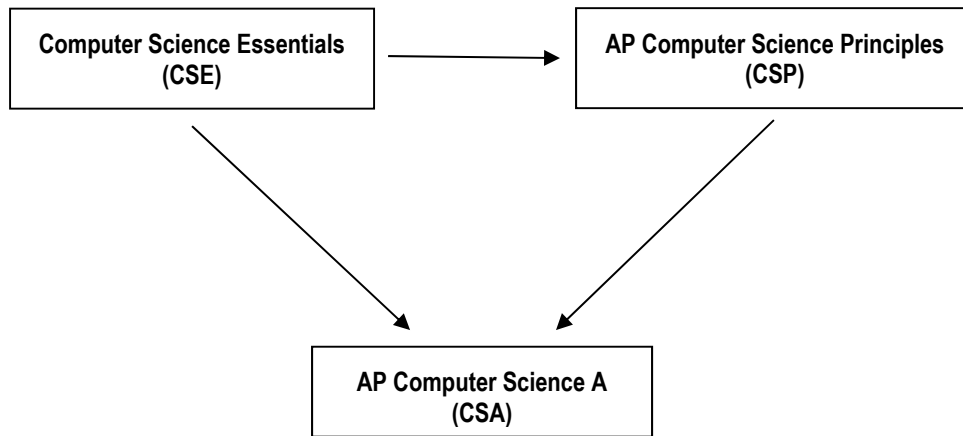 Computer Science Essentials
(CSE)
AP Computer Science Principles
(CSP)
AP Computer Science A
(CSA)